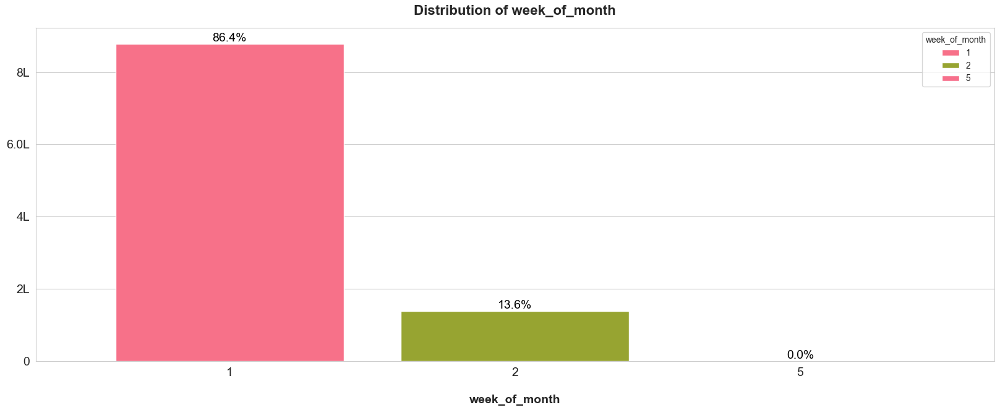 Distribution of week_of_month
86.4%
week_of_month
1
2
5
8L
6.0L
4L
2L
13.6%
0.0%
0
1
2
5
week_of_month